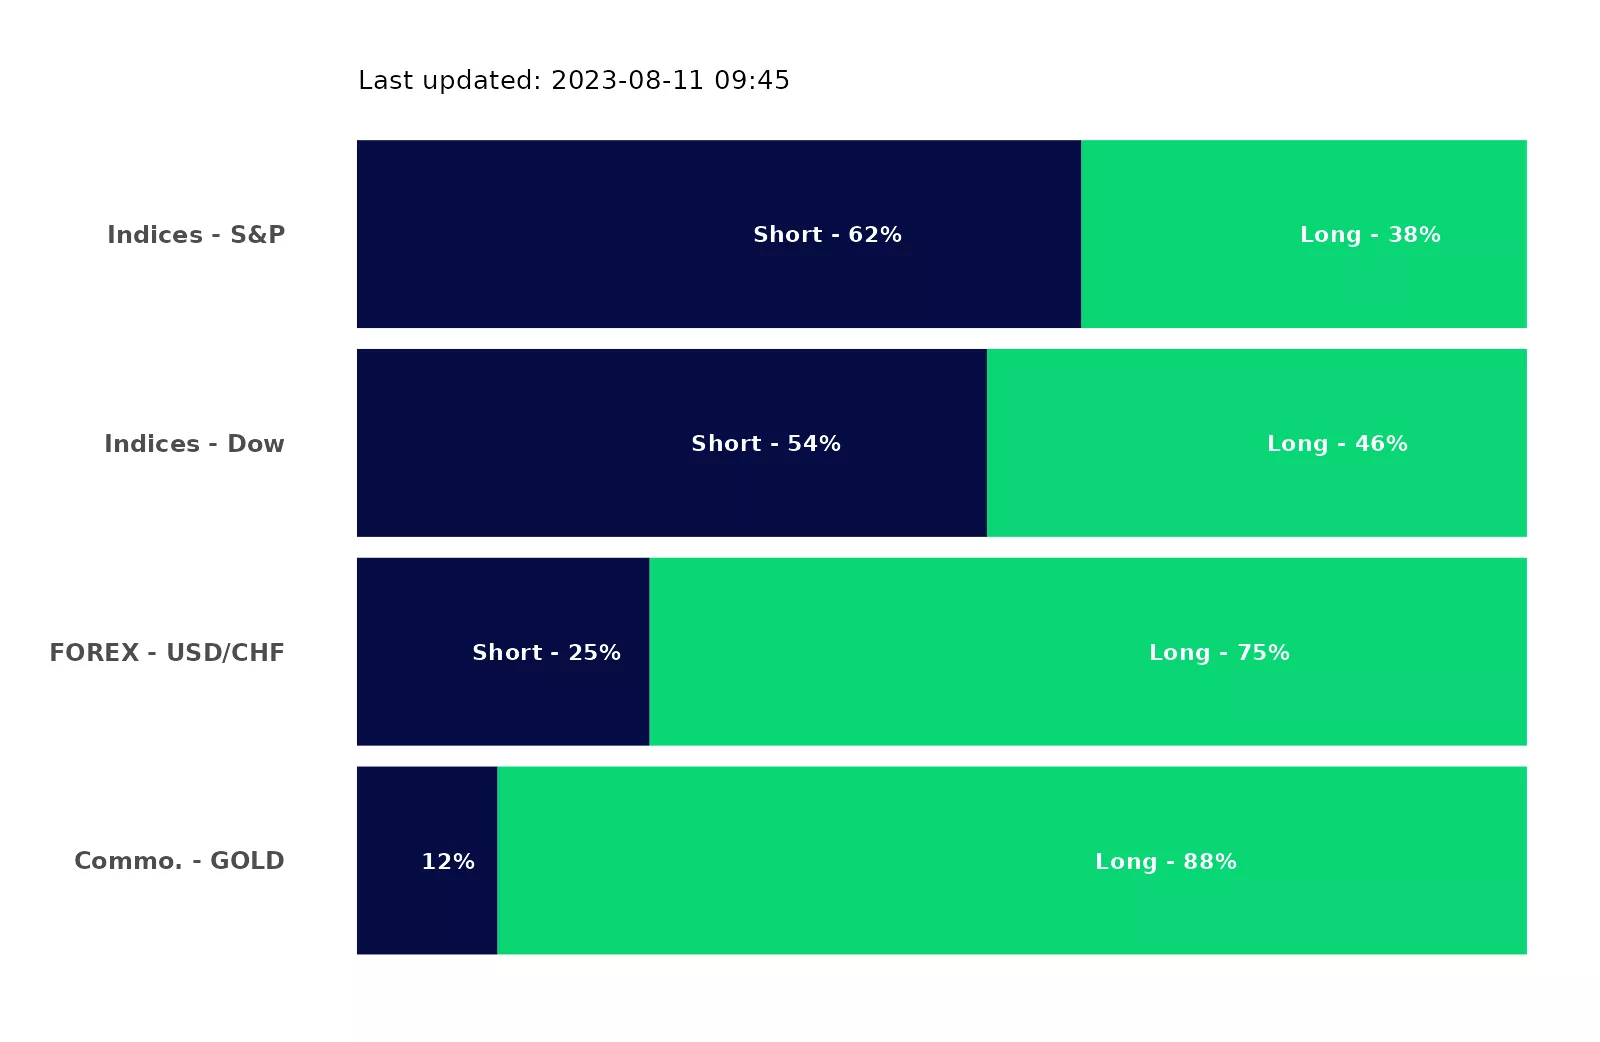 Last updated: 2023-08-11 09:45
Indices - S&P
Short - 62%
Long - 38%
Indices - Dow
Short - 54%
Long - 46%
FOREX - USD/CHF
Short - 25%
Long - 75%
Commo. - GOLD
12%
Long - 88%